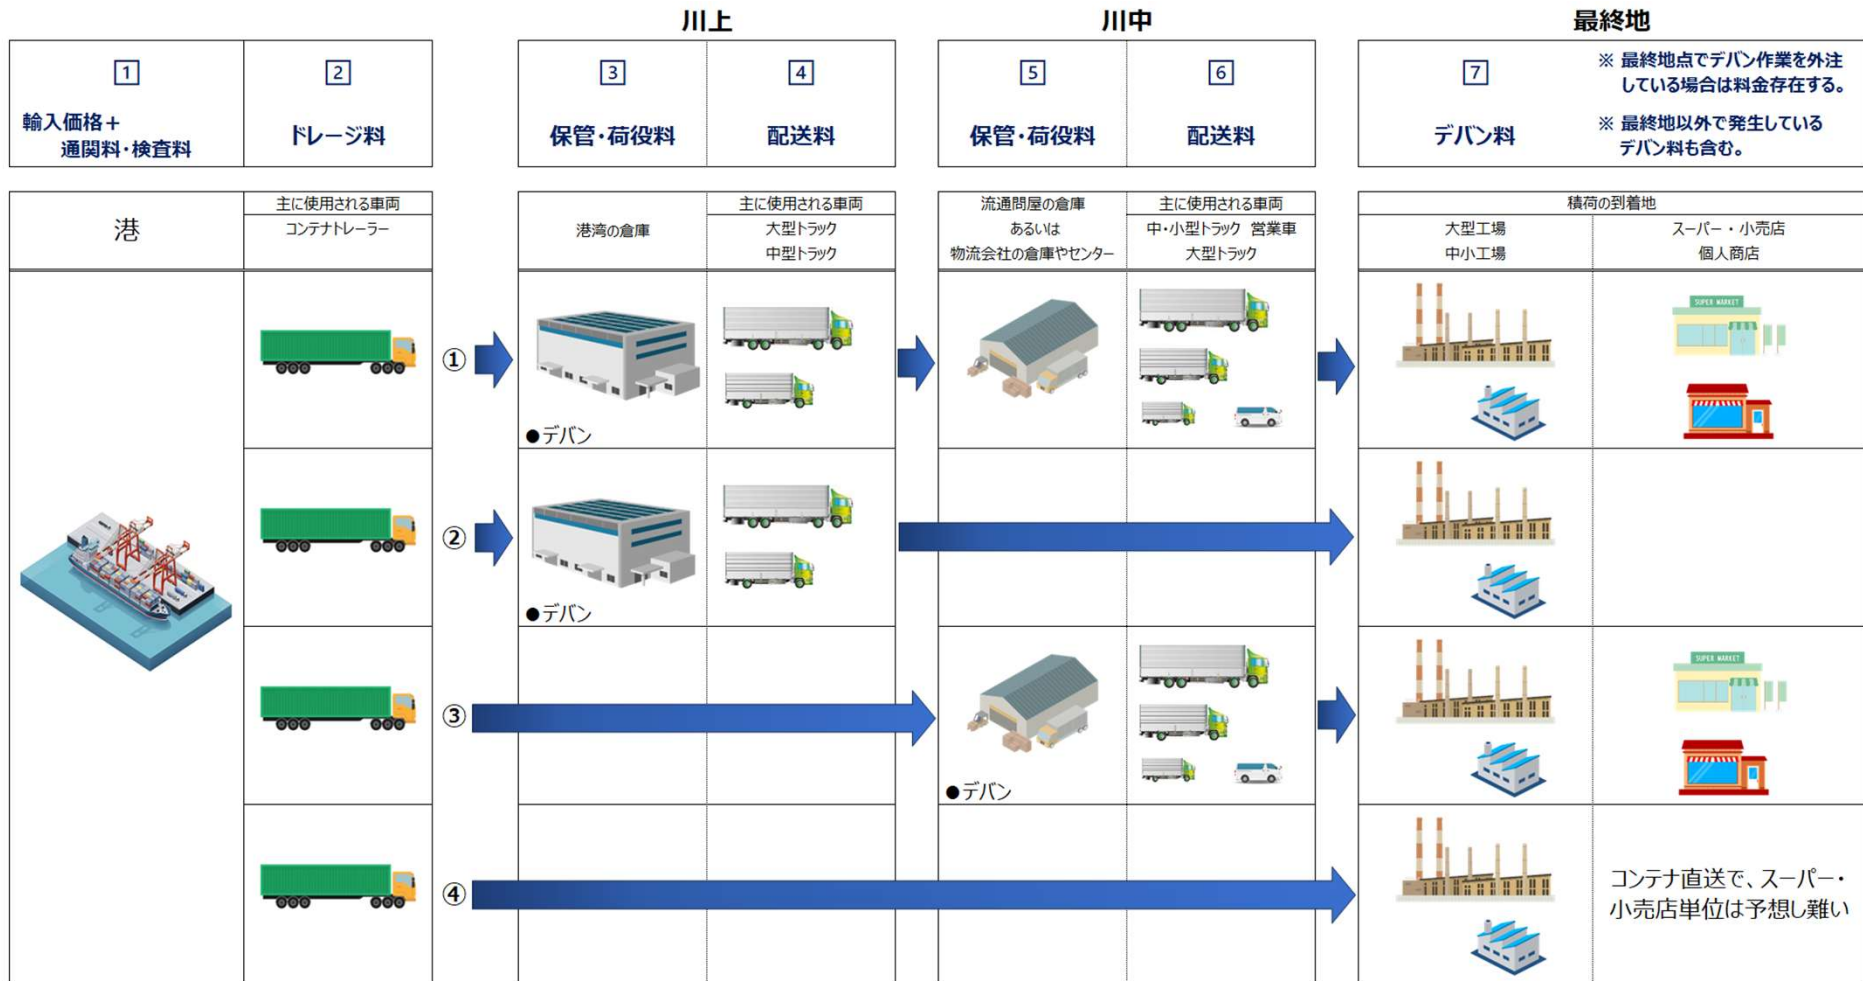 川上
川中
最終地
1
輸入価格＋
通関料・検査料
2
ドレージ料
3
保管・荷役料
4
配送料
5
保管・荷役料
6
配送料
7
デバン料
※ 最終地点でデバン作業を外注
している場合は料金存在する。
※ 最終地以外で発生している
デバン料も含む。
港
主に使用される車両
コンテナトレーラー
港湾の倉庫
主に使用される車両
大型トラック
中型トラック
流通問屋の倉庫
あるいは
物流会社の倉庫やセンター
主に使用される車両
中・小型トラック 営業車
大型トラック
積荷の到着地
大型工場
中小工場
スーパー・小売店
個人商店
①
●デバン
SUPER MARKET
②
●デバン
③
●デバン
SUPER MARKET
④
コンテナ直送で、スーパー・
小売店単位は予想し難い